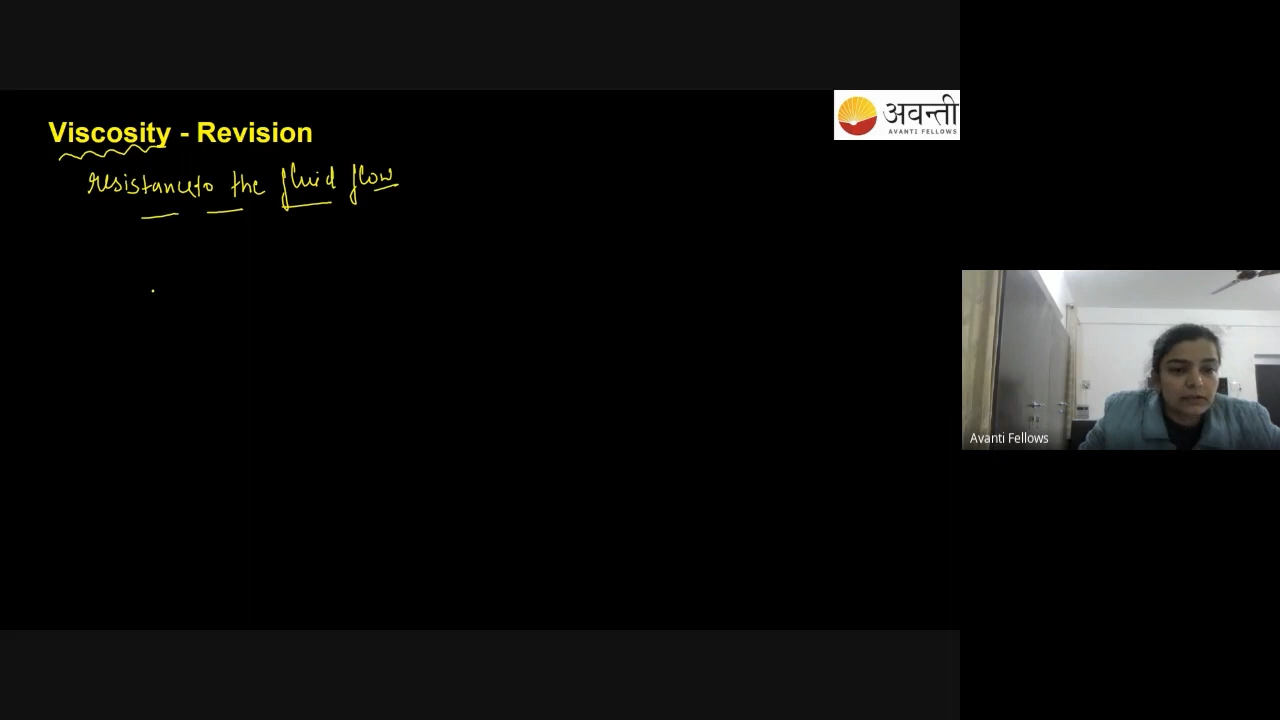 Viscosity - Revision
resistance to the fluid flow
अवन्ती
AVANTI FELLOWS
Avanti Fellows